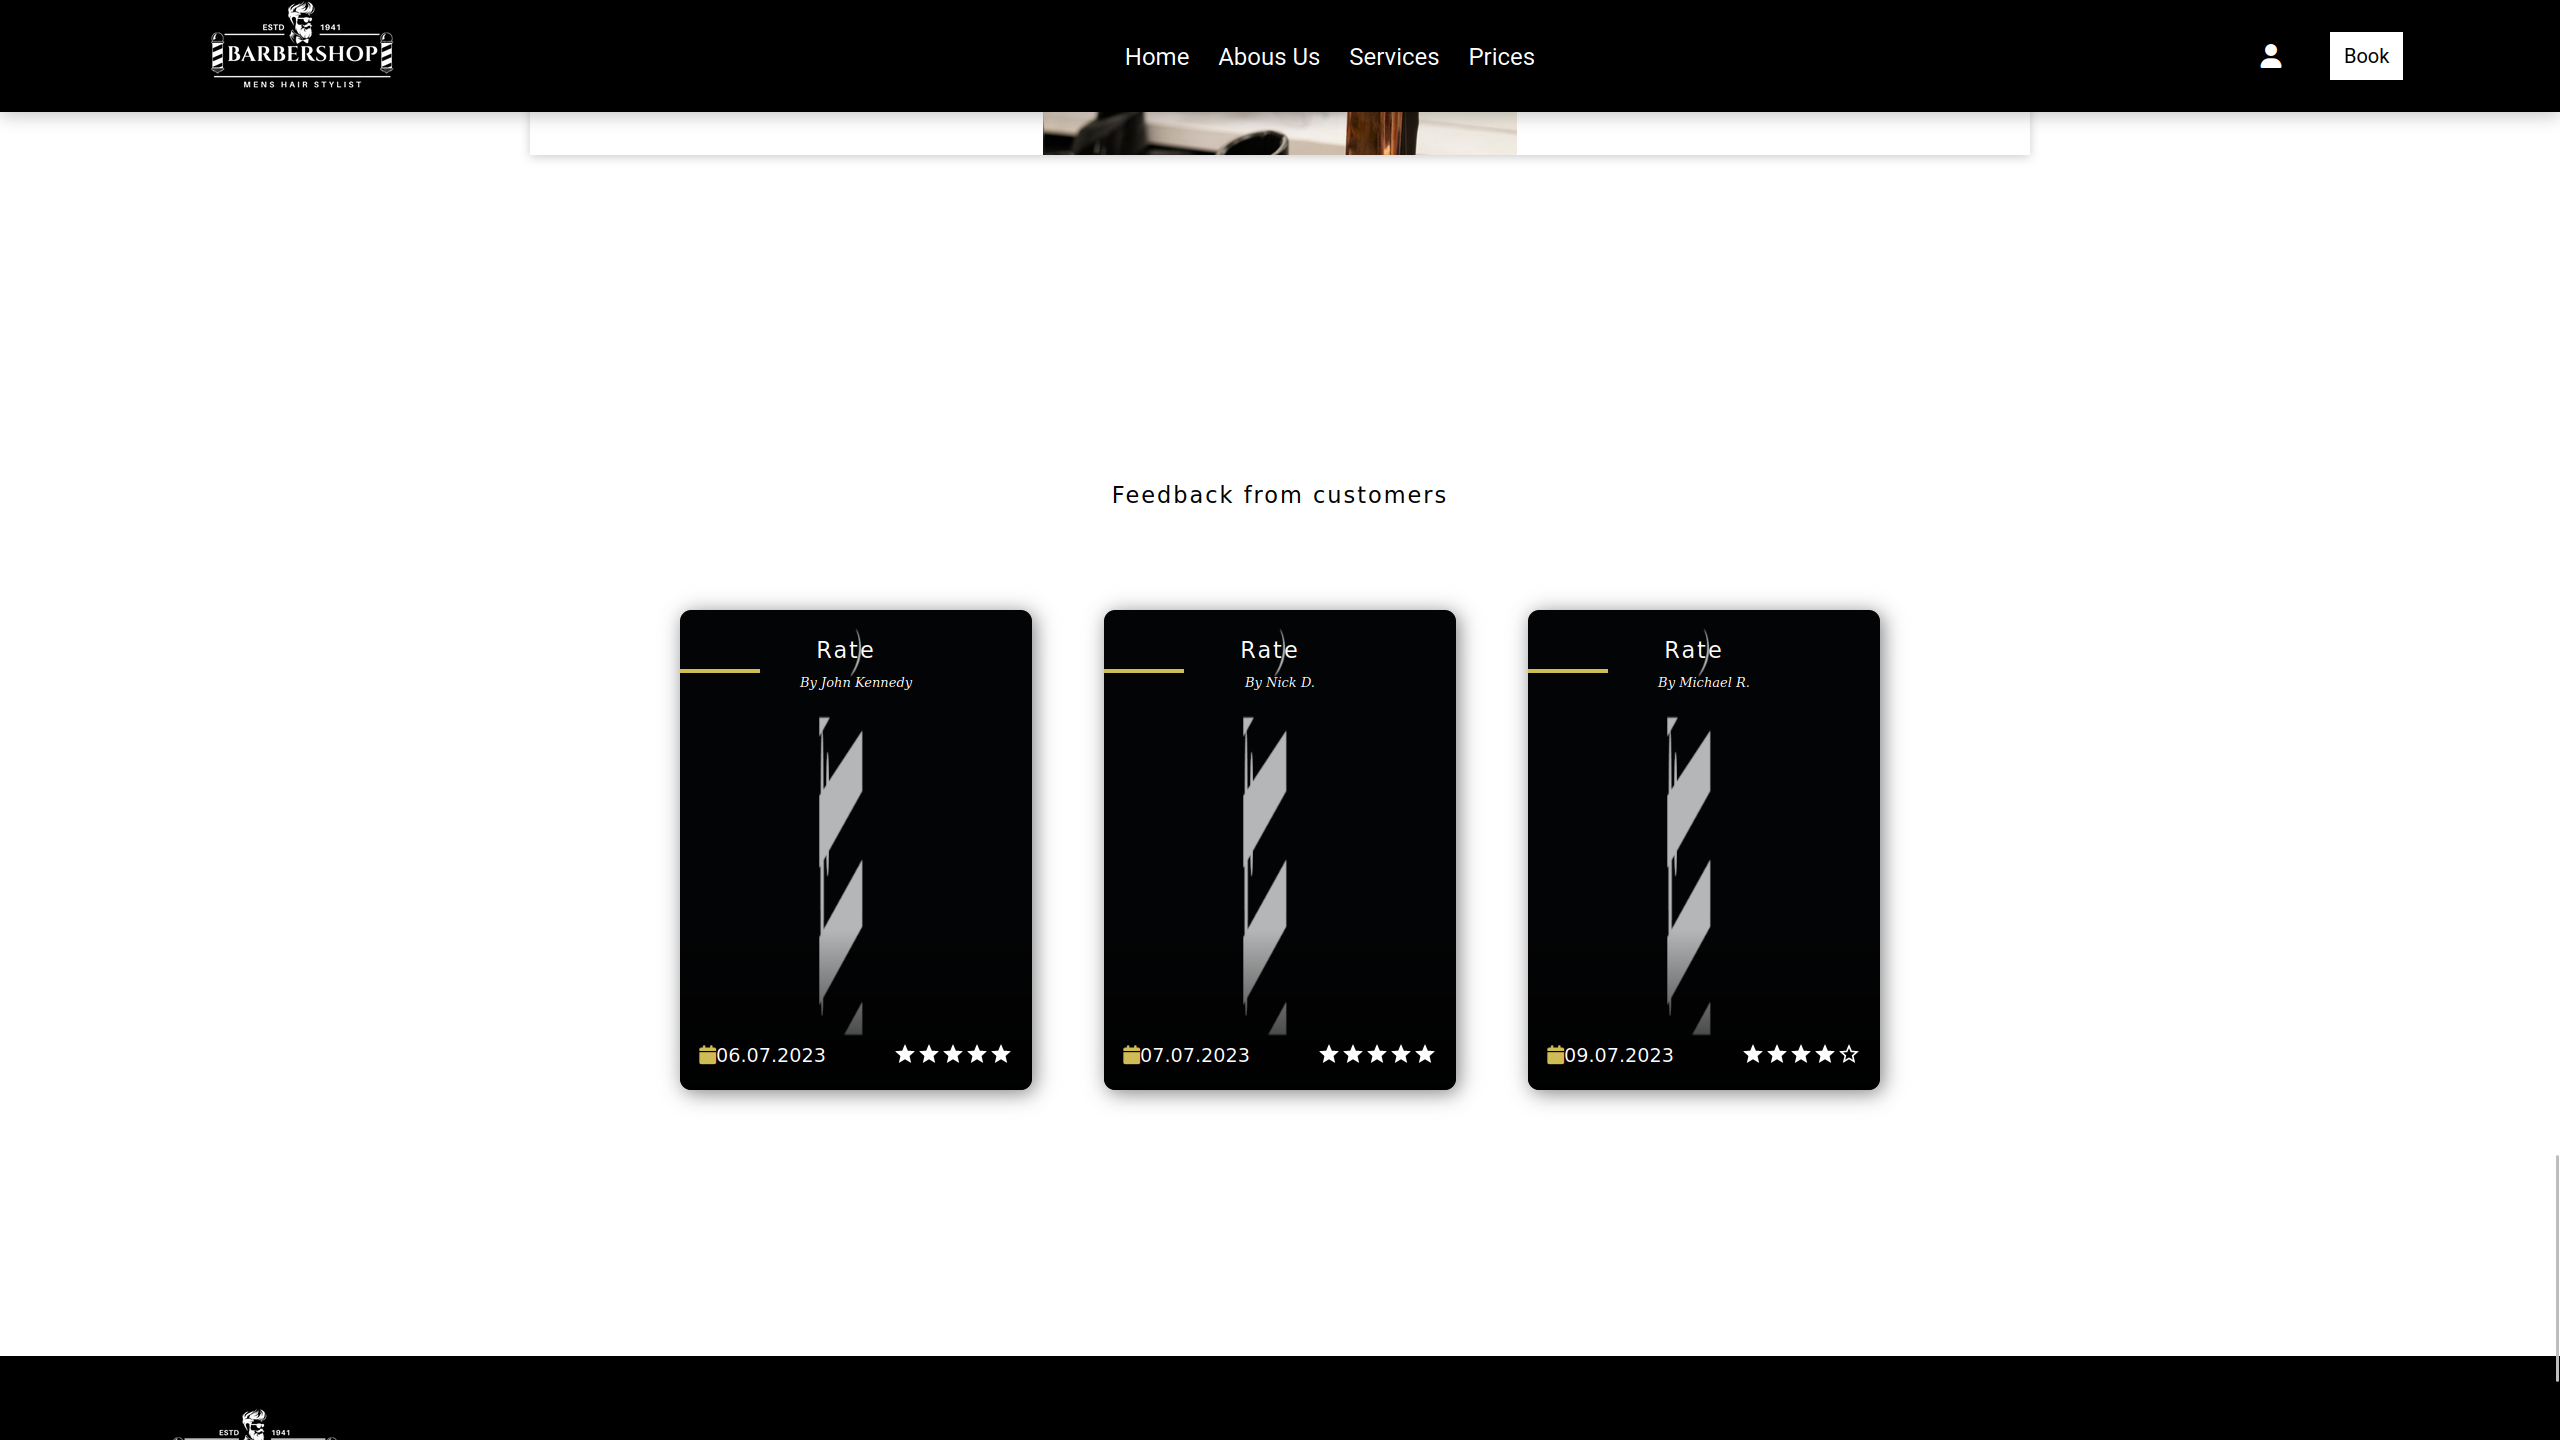 ESTD 1941
BARBERSHOP
MENS HAIR STYLIST
Home Abous Us Services Prices
Book
Feedback from customers
Rate
By John Kennedy
06.07.2023
Rate
By Nick D.
07.07.2023
Rate
By Michael R.
09.07.2023
ESTD 1941